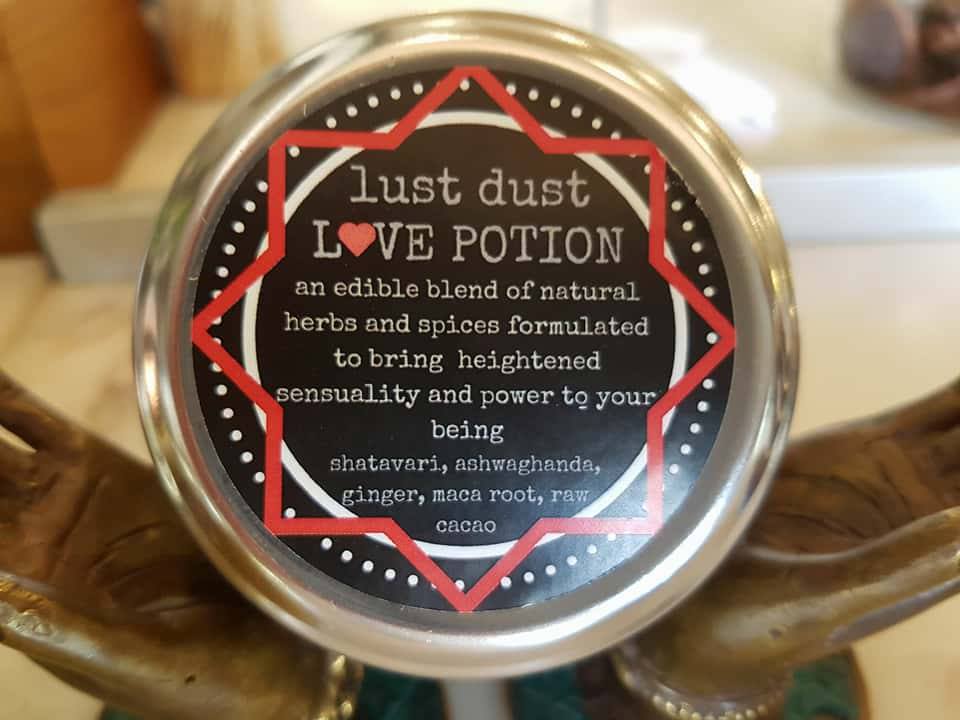 lust dust
L❤VE POTION
an edible blend of natural
herbs and spices formulated
to bring heightened
sensuality and power to your
being
shatavari, ashwaghanda,
ginger, maca root, raw
cacao